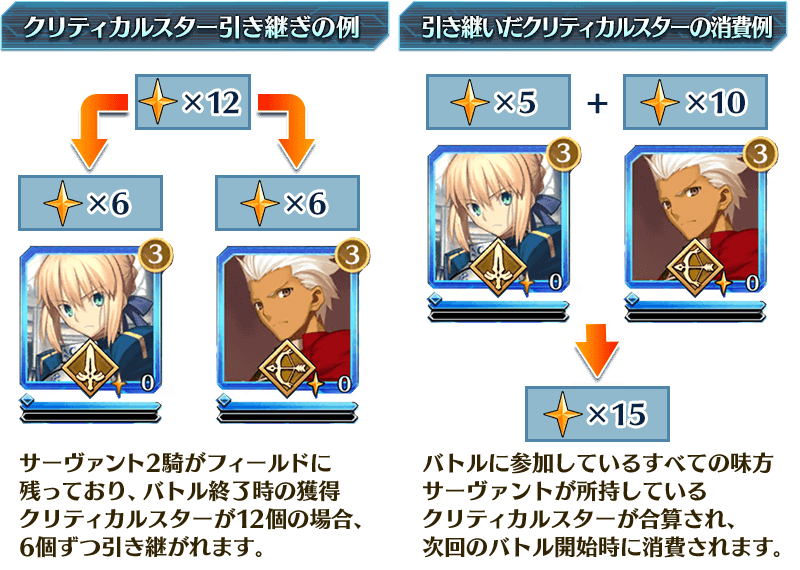 クリティカルスター引き継ぎの例
×12
×6
×6
3
3
0
0
サーヴァント2騎がフィールドに
残っており、バトル終了時の獲得
クリティカルスターが12個の場合、
6個ずつ引き継がれます。
引き継いだクリティカルスターの消費例
×5 + ×10
3
3
0
0
×15
バトルに参加しているすべての味方
サーヴァントが所持している
クリティカルスターが合算され、
次回のバトル開始時に消費されます。